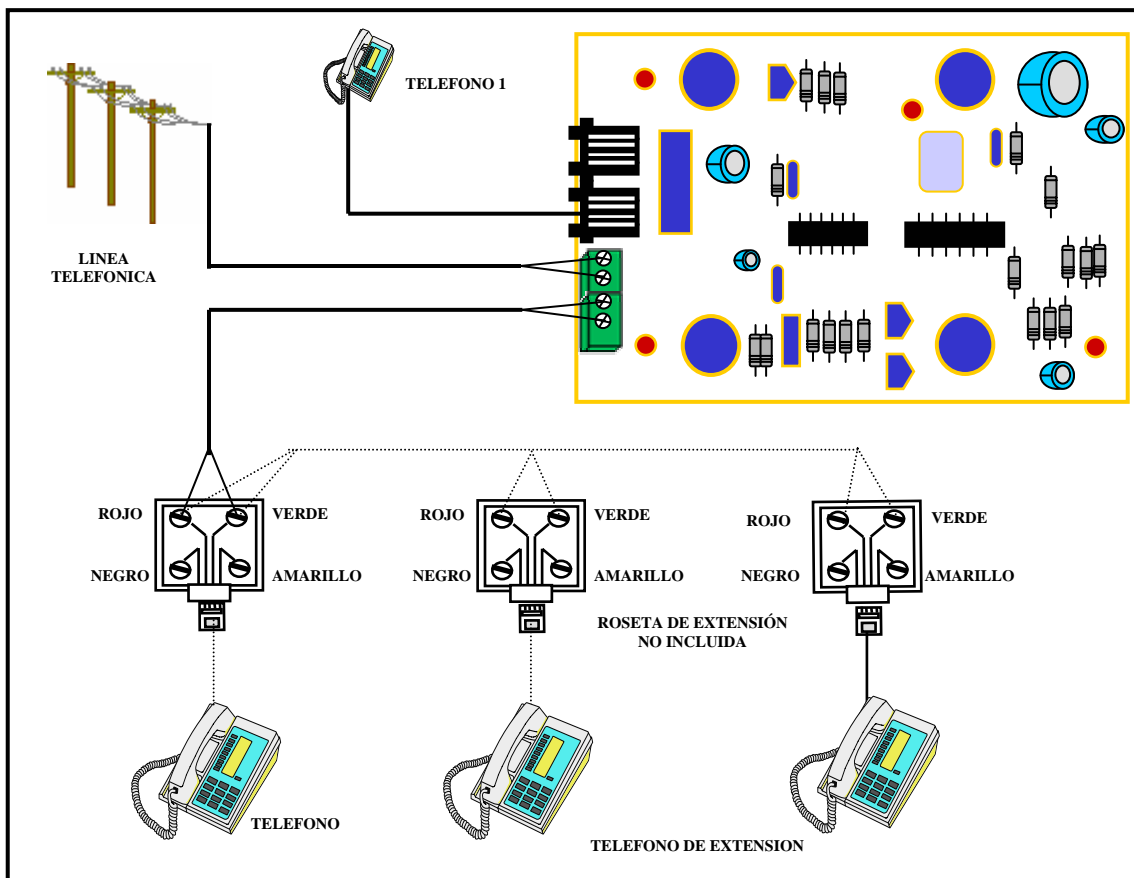 TELEFONO 1
LINEA
TELEFONICA
ROJO
VERDE
NEGRO
AMARILLO
ROJO
VERDE
NEGRO
AMARILLO
ROJO
VERDE
NEGRO
AMARILLO
ROSETA DE EXTENSIÓN
NO INCLUIDA
TELEFONO
TELEFONO DE EXTENSION